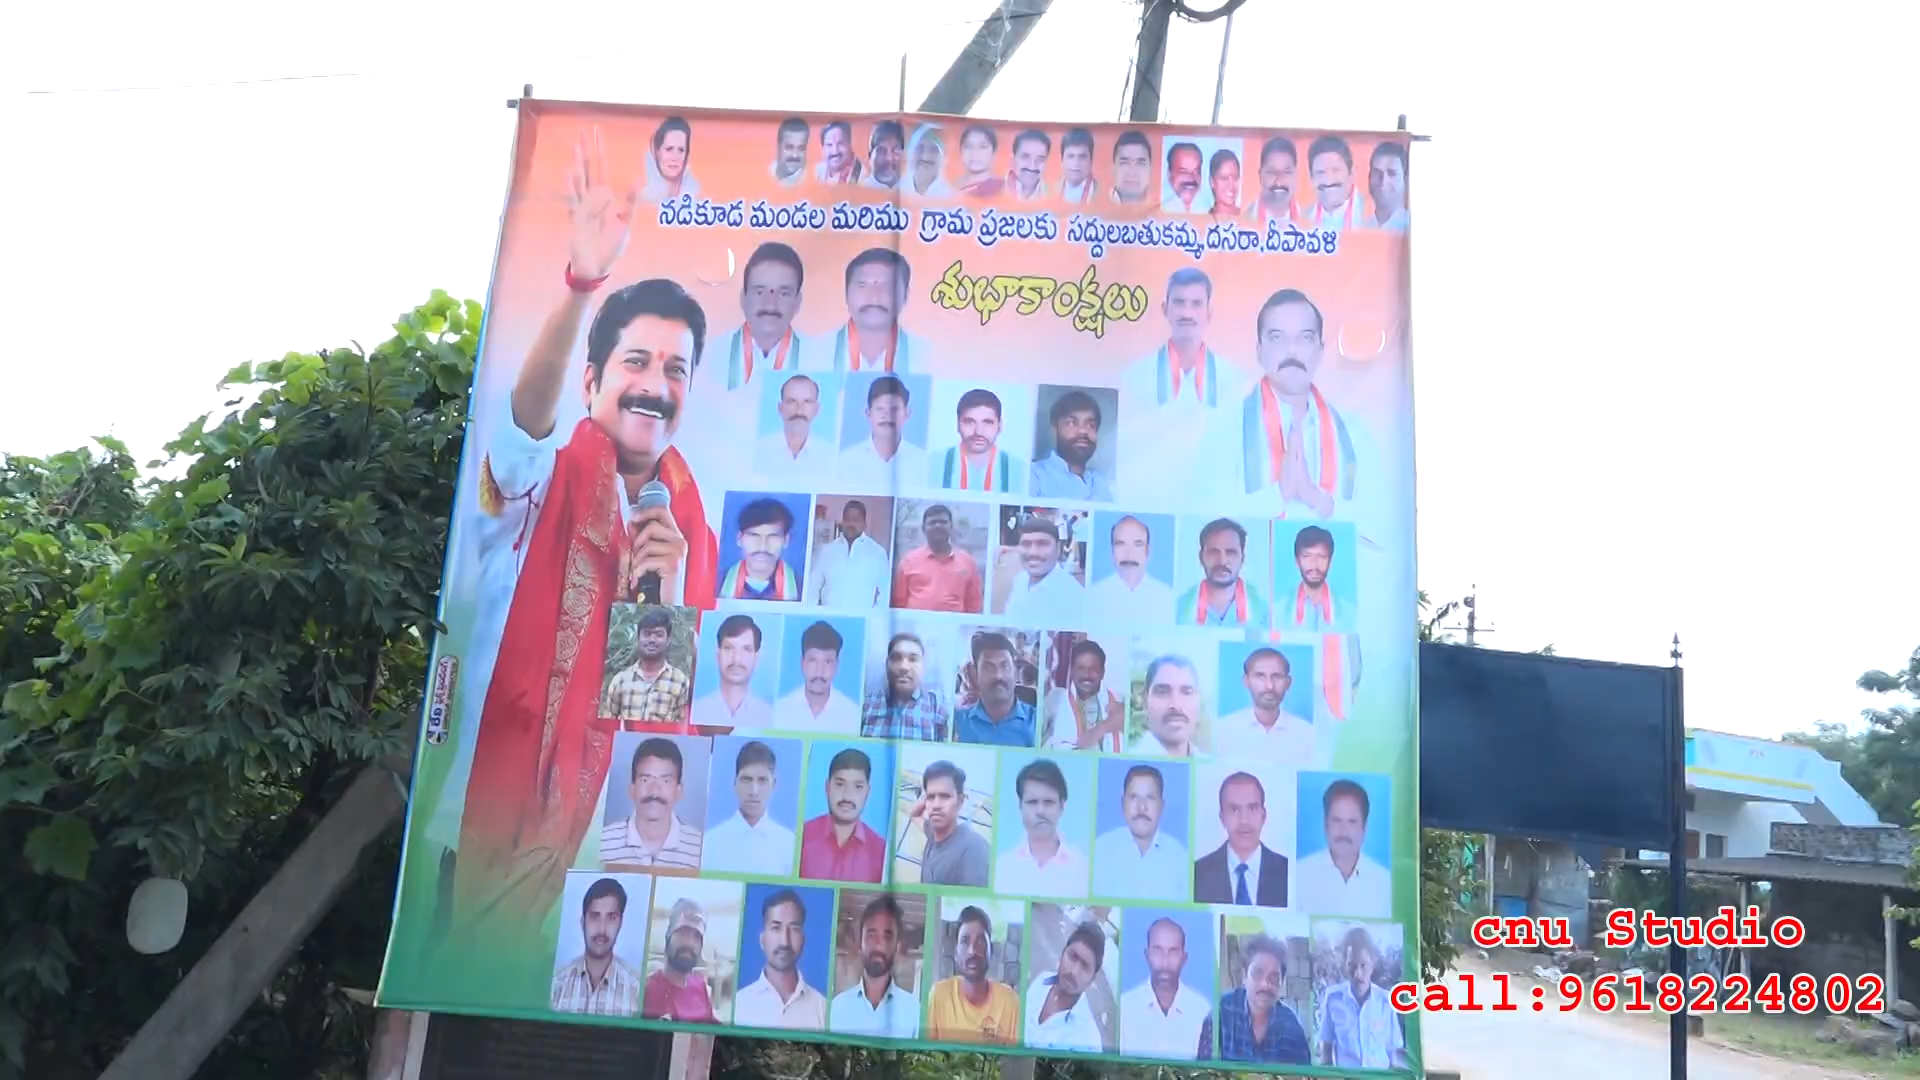 నడికూడ మండల మరిము గ్రామ ప్రజలకు సద్దులబతుకమ్మ,దసరా,దీపావళి
శుభాకాంక్షలు
cnu Studio
call:9618224802